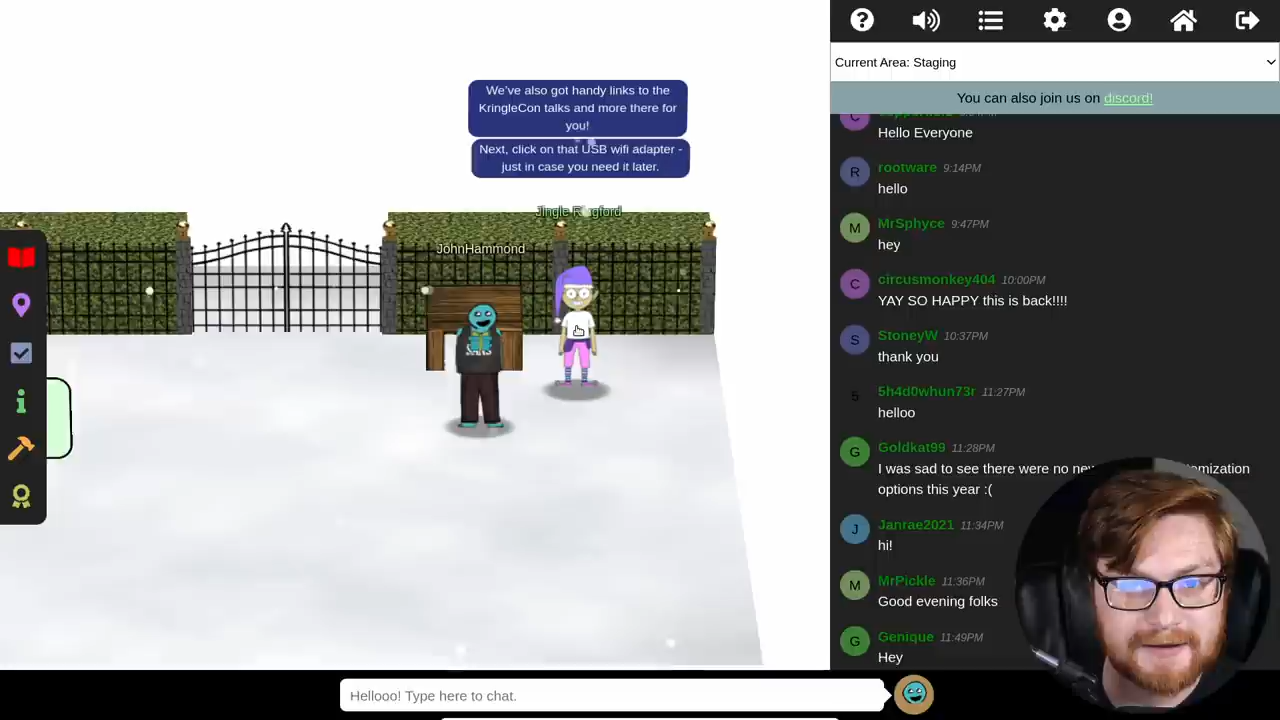 Current Area: Staging
You can also join us on discord!
We've also got handy links to the
KringleCon talks and more there for
you!
Next, click on that USB wifi adapter -
just in case you need it later.
JohnHammond
Hello Everyone
R
rootware 9:14PM
hello
M
MrSphyce 9:47PM
hey
C
circusmonkey404 10:00PM
YAY SO HAPPY this is back!!!!
S
StoneyW 10:37PM
thank you
5
5h4d0whun73r 11:27PM
helloo
G
Goldkat99 11:28PM
I was sad to see there were no
options this year :(
J
Janrae2021 11:34PM
hi!
M
MrPickle 11:36PM
Good evening folks
G
Genique 11:49PM
Hey
Hellooo! Type here to chat.